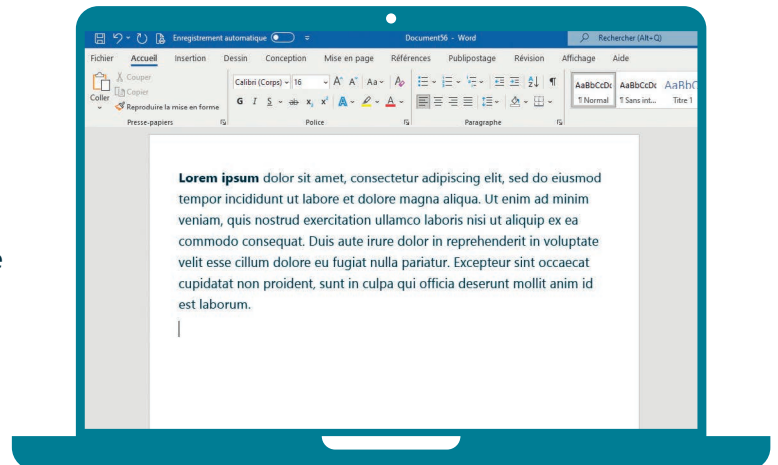 Enregistrement automatique
Document56 - Word
Rechercher (Alt+Q)
Fichier Accueil Insertion Dessin Conception Mise en page Références Publipostage Révision Affichage Aide
Coller
Couper
Copier
Reproduire la mise en forme
Presse-papiers
Calibri (Corps) 16 A^ A˅ Aa A
G I S ab x, x² A A
Police
Paragraphe
AaBbCcDc AaBbCcDc AaBbC
¶ Normal ¶ Sans int... Titre 1
Lorem ipsum dolor sit amet, consectetur adipiscing elit, sed do eiusmod
tempor incididunt ut labore et dolore magna aliqua. Ut enim ad minim
veniam, quis nostrud exercitation ullamco laboris nisi ut aliquip ex ea
commodo consequat. Duis aute irure dolor in reprehenderit in voluptate
velit esse cillum dolore eu fugiat nulla pariatur. Excepteur sint occaecat
cupidatat non proident, sunt in culpa qui officia deserunt mollit anim id
est laborum.
e